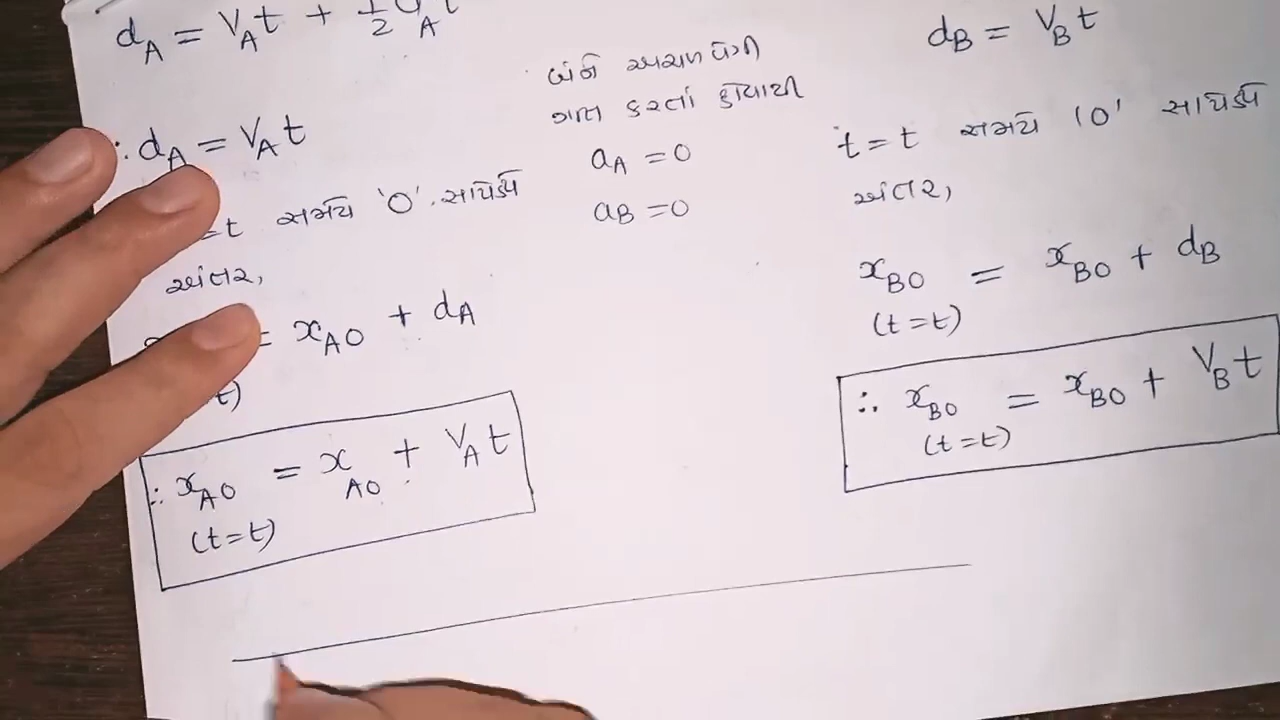 d_A = V_A t + 1/2 a_A t
∴ d_A = V_A t
=t સમયે 'O' સાપેક્ષે
અંતર,
= x_AO + d_A
t)
∴ x_AO = x_AO + V_A t
(t=t)
બંને અચળ વેગથી
ગતિ કરતાં હોવાથી
a_A = 0
a_B = 0
d_B = V_B t
t = t સમયે 'O' સાપેક્ષે
અંતર,
x_BO = x_BO + d_B
(t=t)
∴ x_BO = x_BO + V_B t
(t=t)